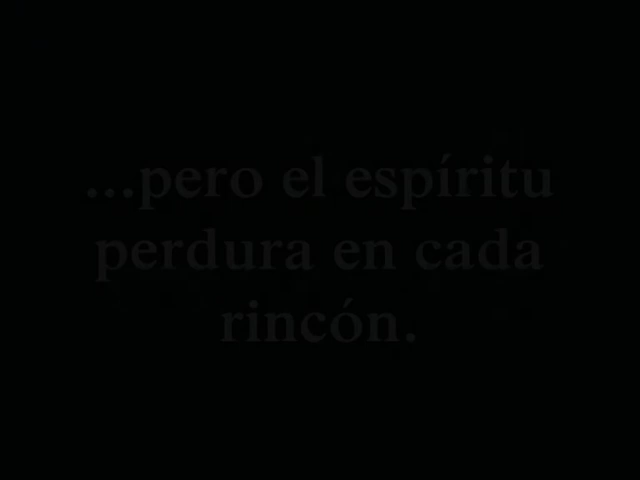 ...pero el espíritu
perdura en cada
rincón.